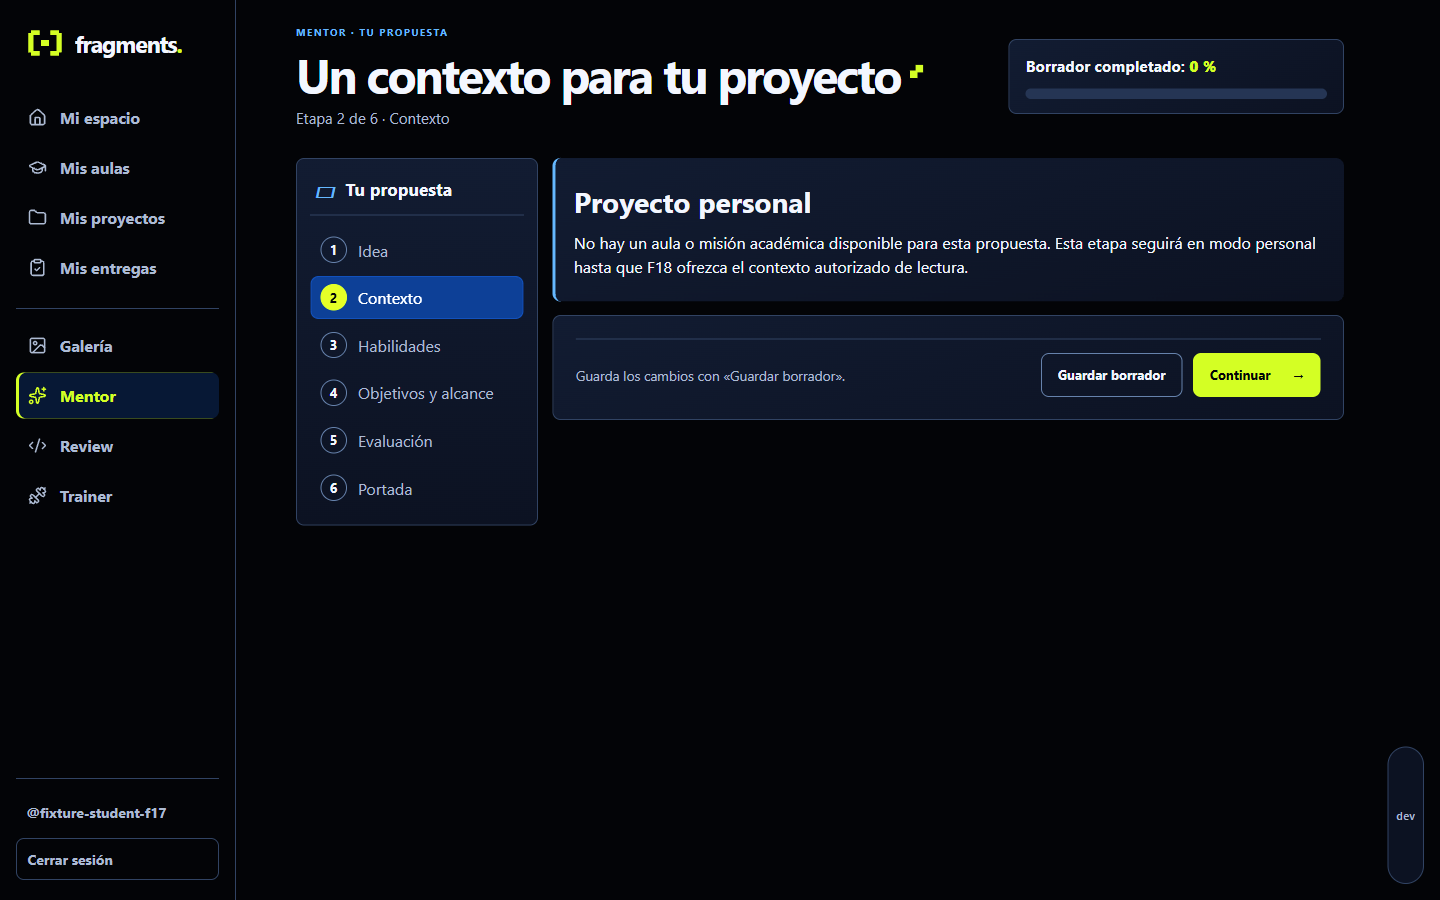 fragments.
Mi espacio
Mis aulas
Mis proyectos
Mis entregas
Galería
Mentor
Review
Trainer
@fixture-student-f17
Cerrar sesión
MENTOR · TU PROPUESTA
Un contexto para tu proyecto
Etapa 2 de 6 · Contexto
Borrador completado: 0 %
Tu propuesta
1 Idea
2 Contexto
3 Habilidades
4 Objetivos y alcance
5 Evaluación
6 Portada
Proyecto personal
No hay un aula o misión académica disponible para esta propuesta. Esta etapa seguirá en modo personal
hasta que F18 ofrezca el contexto autorizado de lectura.
Guarda los cambios con «Guardar borrador».
Guardar borrador
Continuar →
dev